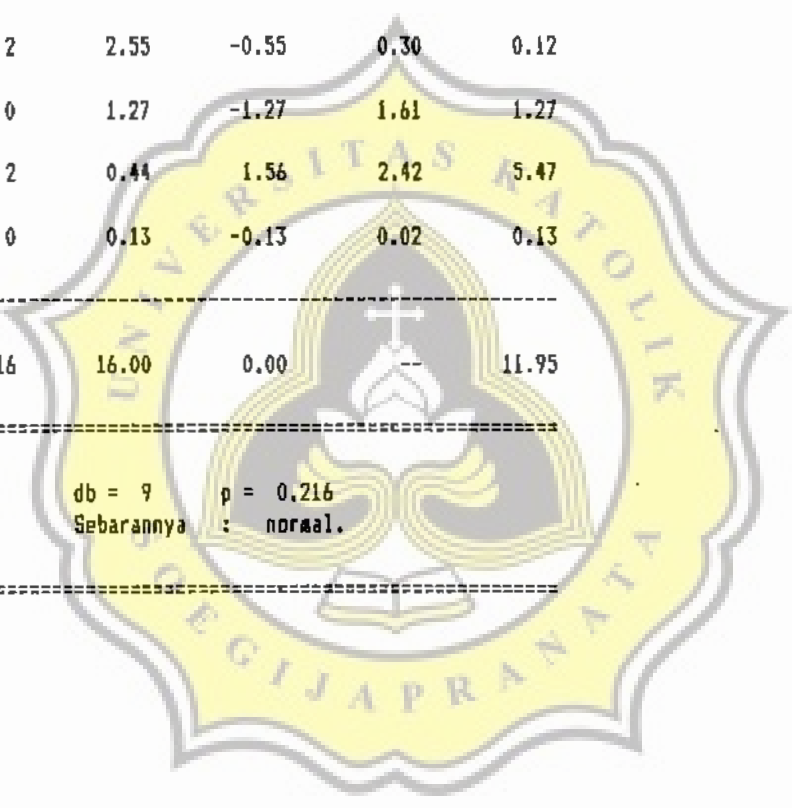 2 2.55 -0.55 0.30 0.12
0 1.27 -1.27 1.61 1.27
2 0.44 1.56 2.42 5.47
0 0.13 -0.13 0.02 0.13
16 16.00 0.00 -- 11.95
db = 9 p = 0.216
Sebarannya : normal.
UNIVERSITAS KATOLIK
SOEGIJAPRANATA